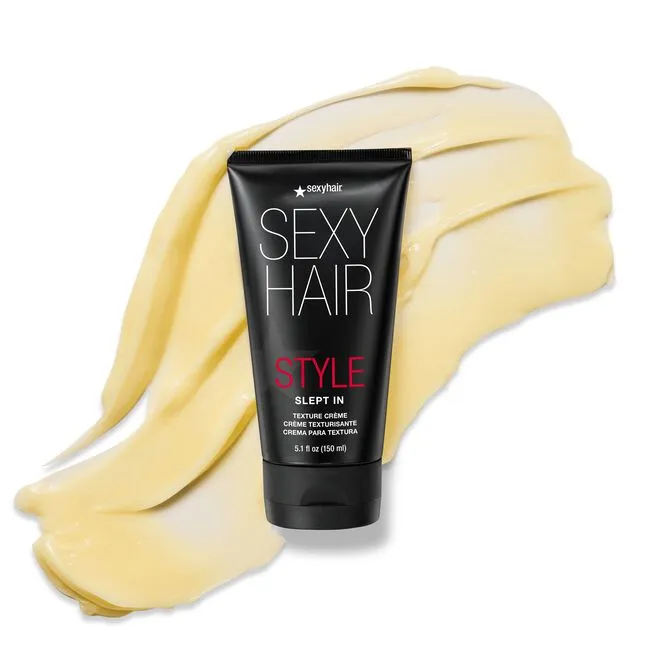 sexyhair.
SEXY
HAIR
STYLE
SLEPT IN
TEXTURE CRÈME
CRÈME TEXTURISANTE
CREMA PARA TEXTURA
5.1 fl oz (150 ml)